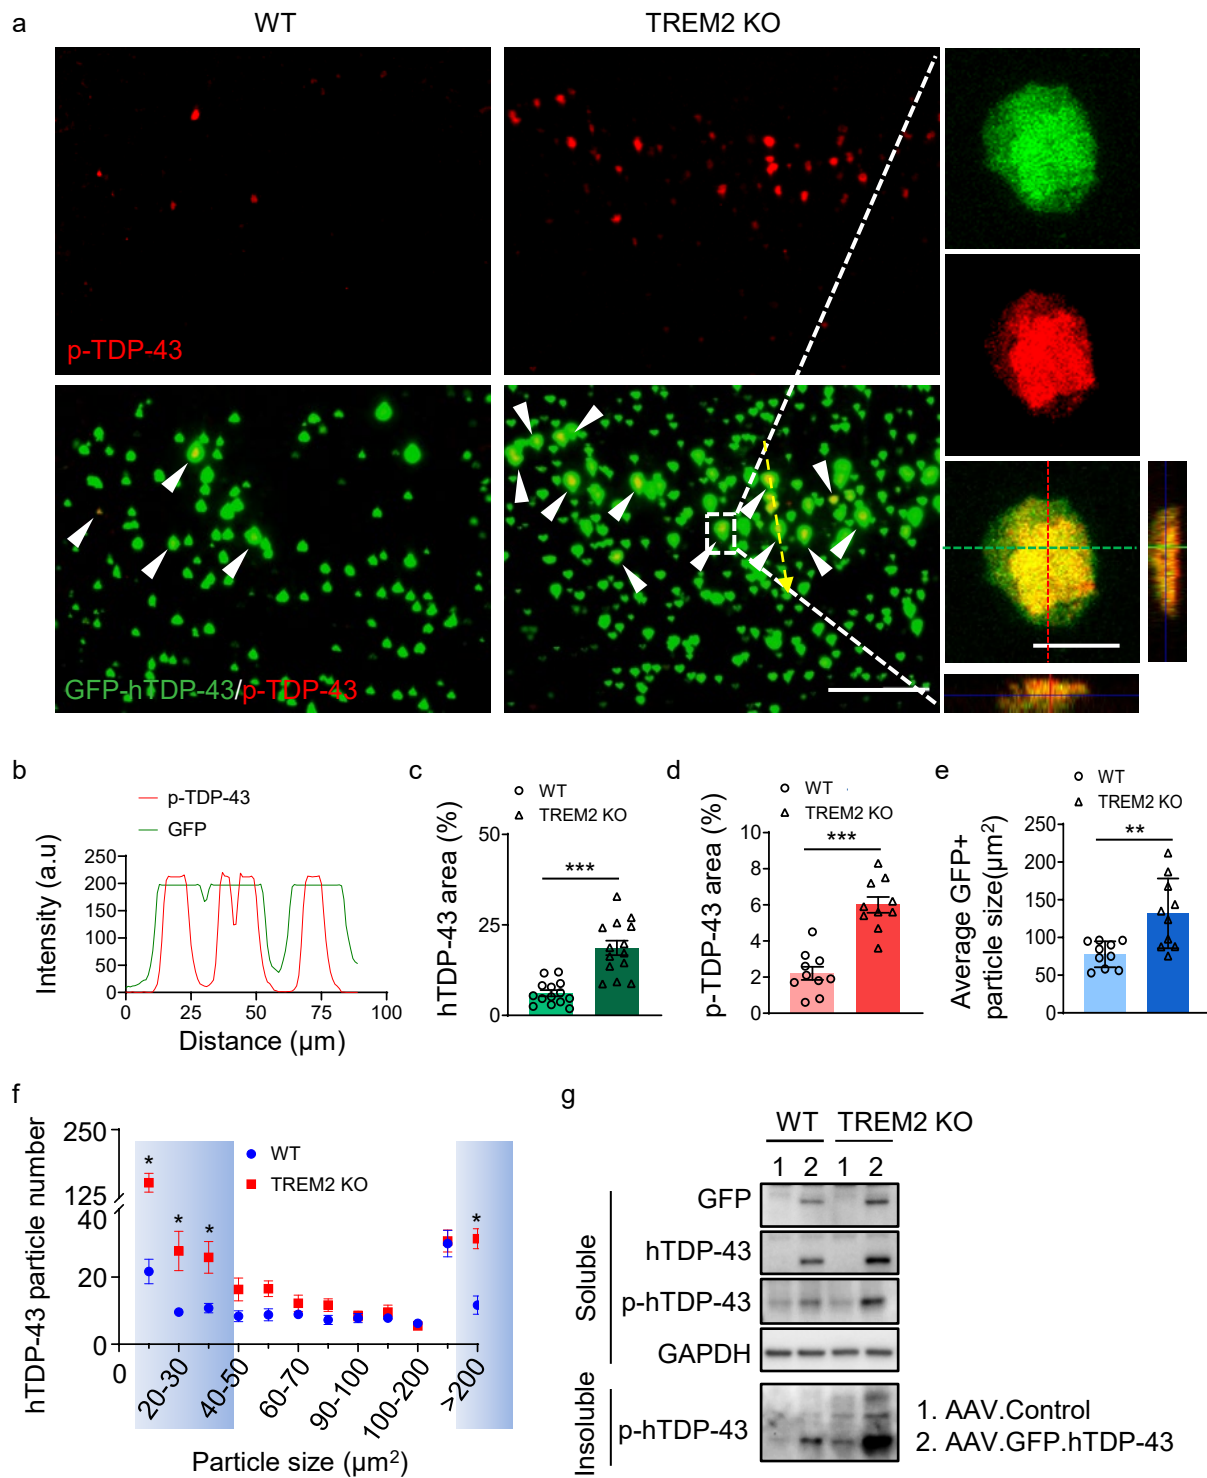 a
WT
TREM2 KO
p-TDP-43
GFP-hTDP-43/p-TDP-43
b
p-TDP-43
GFP
Intensity (a.u)
250
200
150
100
50
0
0
25
50
75
100
Distance (µm)
c
WT
TREM2 KO
hTDP-43 area (%)
50
25
0
***
d
WT
TREM2 KO
p-TDP-43 area (%)
10
8
6
4
2
0
***
e
WT
TREM2 KO
Average GFP+
particle size(µm²)
250
200
150
100
50
0
**
f
hTDP-43 particle number
250
125
40
20
0
WT
TREM2 KO
*
*
*
*
0
20-30
40-50
60-70
90-100
100-200
>200
Particle size (µm²)
g
WT
TREM2 KO
1 2 1 2
Soluble
GFP
hTDP-43
p-hTDP-43
GAPDH
Insoluble
p-hTDP-43
1. AAV.Control
2. AAV.GFP.hTDP-43